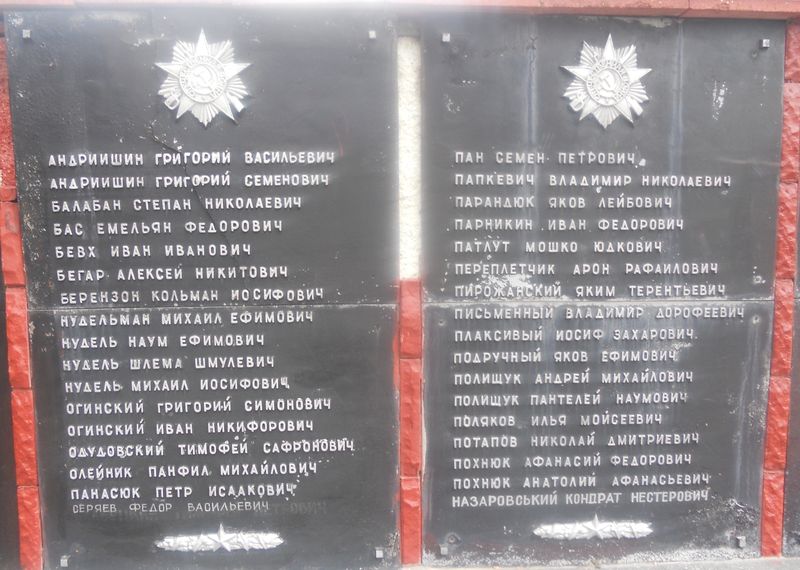 АНДРИИШИН ГРИГОРИЙ ВАСИЛЬЕВИЧ
АНДРИИШИН ГРИГОРИЙ СЕМЕНОВИЧ
БАЛАБАН СТЕПАН НИКОЛАЕВИЧ
БАС ЕМЕЛЬЯН ФЕДОРОВИЧ
БЕВХ ИВАН ИВАНОВИЧ
БЕГАР АЛЕКСЕЙ НИКИТОВИЧ
БЕРЕНЗОН КОЛЬМАН ИОСИФОВИЧ
НУДЕЛЬМАН МИХАИЛ ЕФИМОВИЧ
НУДЕЛЬ НАУМ ЕФИМОВИЧ
НУДЕЛЬ ШЛЕМА ШМУЛЕВИЧ
НУДЕЛЬ МИХАИЛ ИОСИФОВИЧ
ОГИНСКИЙ ГРИГОРИЙ СИМОНОВИЧ
ОГИНСКИЙ ИВАН НИКИФОРОВИЧ
ОДУДОВСКИЙ ТИМОФЕЙ САФРОНОВИЧ
ОЛЕЙНИК ПАНФИЛ МИХАЙЛОВИЧ
ПАНАСЮК ПЕТР ИСААКОВИЧ
СЕРЯЕВ ФЕДОР ВАСИЛЬЕВИЧ
ПАН СЕМЕН ПЕТРОВИЧ
ПАПКЕВИЧ ВЛАДИМИР НИКОЛАЕВИЧ
ПАРАНДЮК ЯКОВ ЛЕЙБОВИЧ
ПАРНИКИН ИВАН ФЕДОРОВИЧ
ПАТЛУТ МОШКО ЮДКОВИЧ
ПЕРЕПЛЕТЧИК АРОН РАФАИЛОВИЧ
ПИРОЖАНСКИЙ ЯКИМ ТЕРЕНТЬЕВИЧ
ПИСЬМЕННЫЙ ВЛАДИМИР ДОРОФЕЕВИЧ
ПЛАКСИВЫЙ ИОСИФ ЗАХАРОВИЧ
ПОДРУЧНЫЙ ЯКОВ ЕФИМОВИЧ
ПОЛИЩУК АНДРЕЙ МИХАЙЛОВИЧ
ПОЛИЩУК ПАНТЕЛЕЙ НАУМОВИЧ
ПОЛЯКОВ ИЛЬЯ МОЙСЕЕВИЧ
ПОТАПОВ НИКОЛАЙ ДМИТРИЕВИЧ
ПОХНЮК АФАНАСИЙ ФЕДОРОВИЧ
ПОХНЮК АНАТОЛИЙ АФАНАСЬЕВИЧ
НАЗАРОВСЬКИЙ КОНДРАТ НЕСТЕРОВИЧ